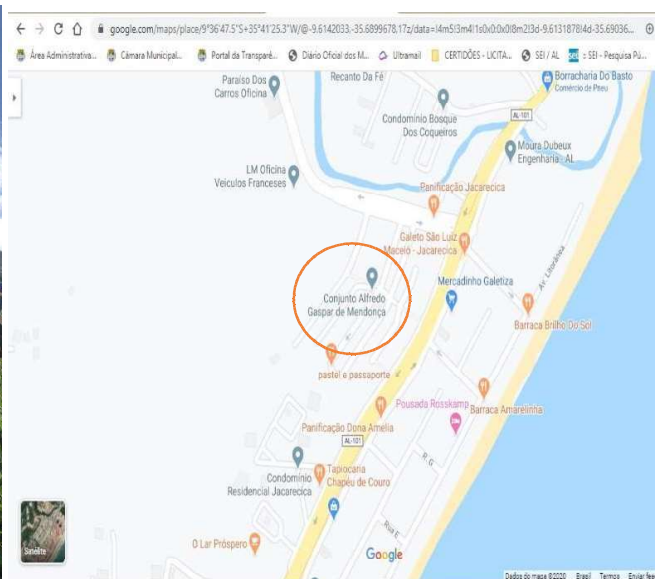 google.com/maps/place/9°36'47.5"S+35°41'25.3"W/@-9.6142033,-35.6899678,17z/data=!4m5!3m4!1s0x0:0x0!8m2!3d-9.6131878!4d-35.69036...
Área Administrativa... Câmara Municipal... Portal da Transparê... Diário Oficial dos M... Ultramail CERTIDÕES - LICITA... SEI / AL :: SEI - Pesquisa Pú...
Paraíso Dos
Carros Oficina
Recanto Da Fé
Borracharia Do Basto
Comércio de Pneu
Condomínio Bosque
Dos Coqueiros
AL-101
Moura Dubeux
Engenharia - AL
LM Oficina
Veiculos Franceses
Panificação Jacarecica
Galeto São Luiz
Maceió - Jacarecica
Av. Litorânea
Mercadinho Galetiza
Conjunto Alfredo
Gaspar de Mendonça
Barraca Brilho Do Sol
pastel e passaporte
Pousada Rosskamp
Barraca Amarelinha
Panificação Dona Amelia
AL-101
R. G
Condomínio
Residencial Jacarecica
Tapiocaria
Chapéu de Couro
Rua E
O Lar Próspero
Satélite
Google
Dados do mapa ©2020 Brasil Termos Enviar fee